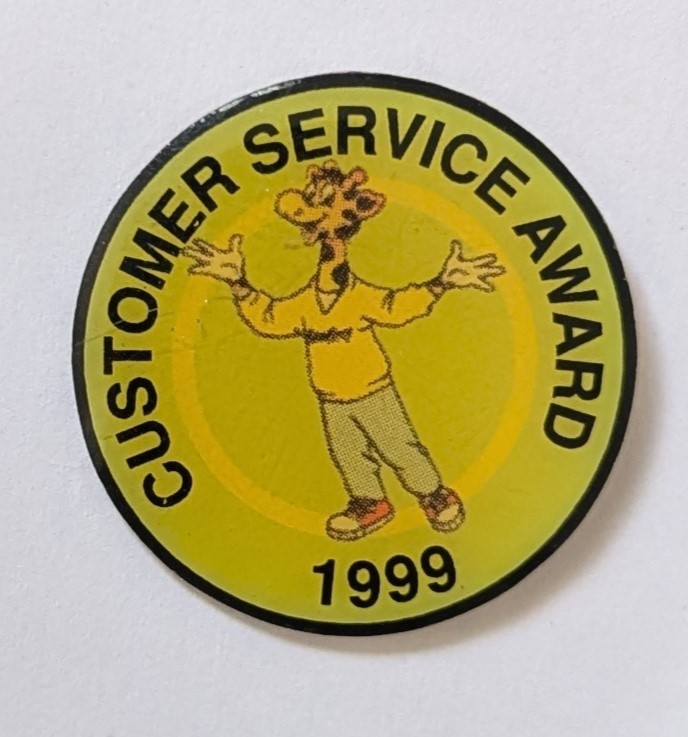 CUSTOMER SERVICE AWARD
1999